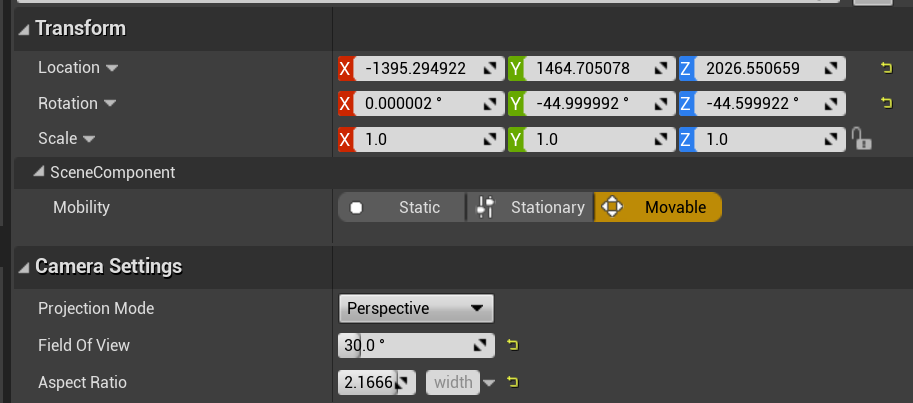 Transform
Location X -1395.294922 Y 1464.705078 Z 2026.550659
Rotation X 0.000002 ° Y -44.999992 ° Z -44.599922 °
Scale X 1.0 Y 1.0 Z 1.0
SceneComponent
Mobility Static Stationary Movable
Camera Settings
Projection Mode Perspective
Field Of View 30.0 °
Aspect Ratio 2.1666 width